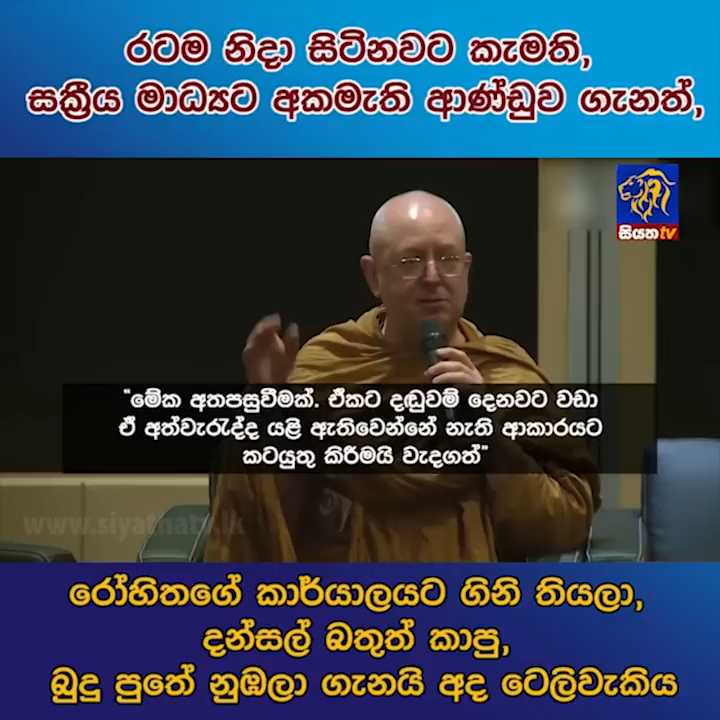 රටම නිදා සිටිනවට කැමති,
සක්‍රීය මාධ්‍යට අකමැති ආණ්ඩුව ගැනත්,
සියත tv
"මේක අතපසුවීමක්. ඒකට දඬුවම් දෙනවට වඩා
ඒ අත්වැරැද්ද යළි ඇතිවෙන්නේ නැති ආකාරයට
කටයුතු කිරීමයි වැදගත්"
www.siyathatv.lk
රෝහිතගේ කාර්යාලයට ගිනි තියලා,
දන්සල් බතුත් කාපු,
බුදු පුතේ නුඹලා ගැනයි අද ටෙලිවැකිය